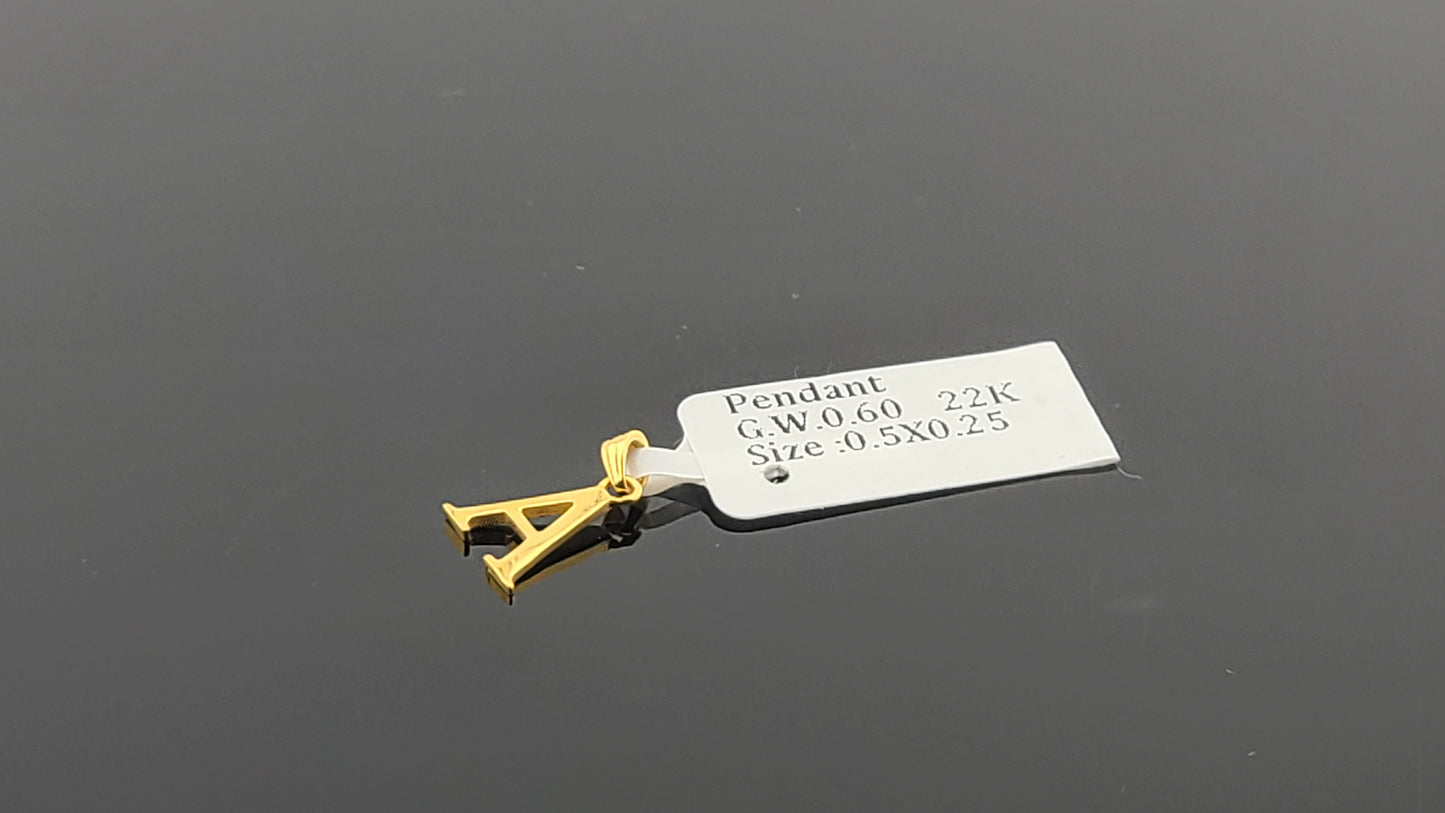 Pendant
G.W.0.60 22K
Size :0.5X0.25
A